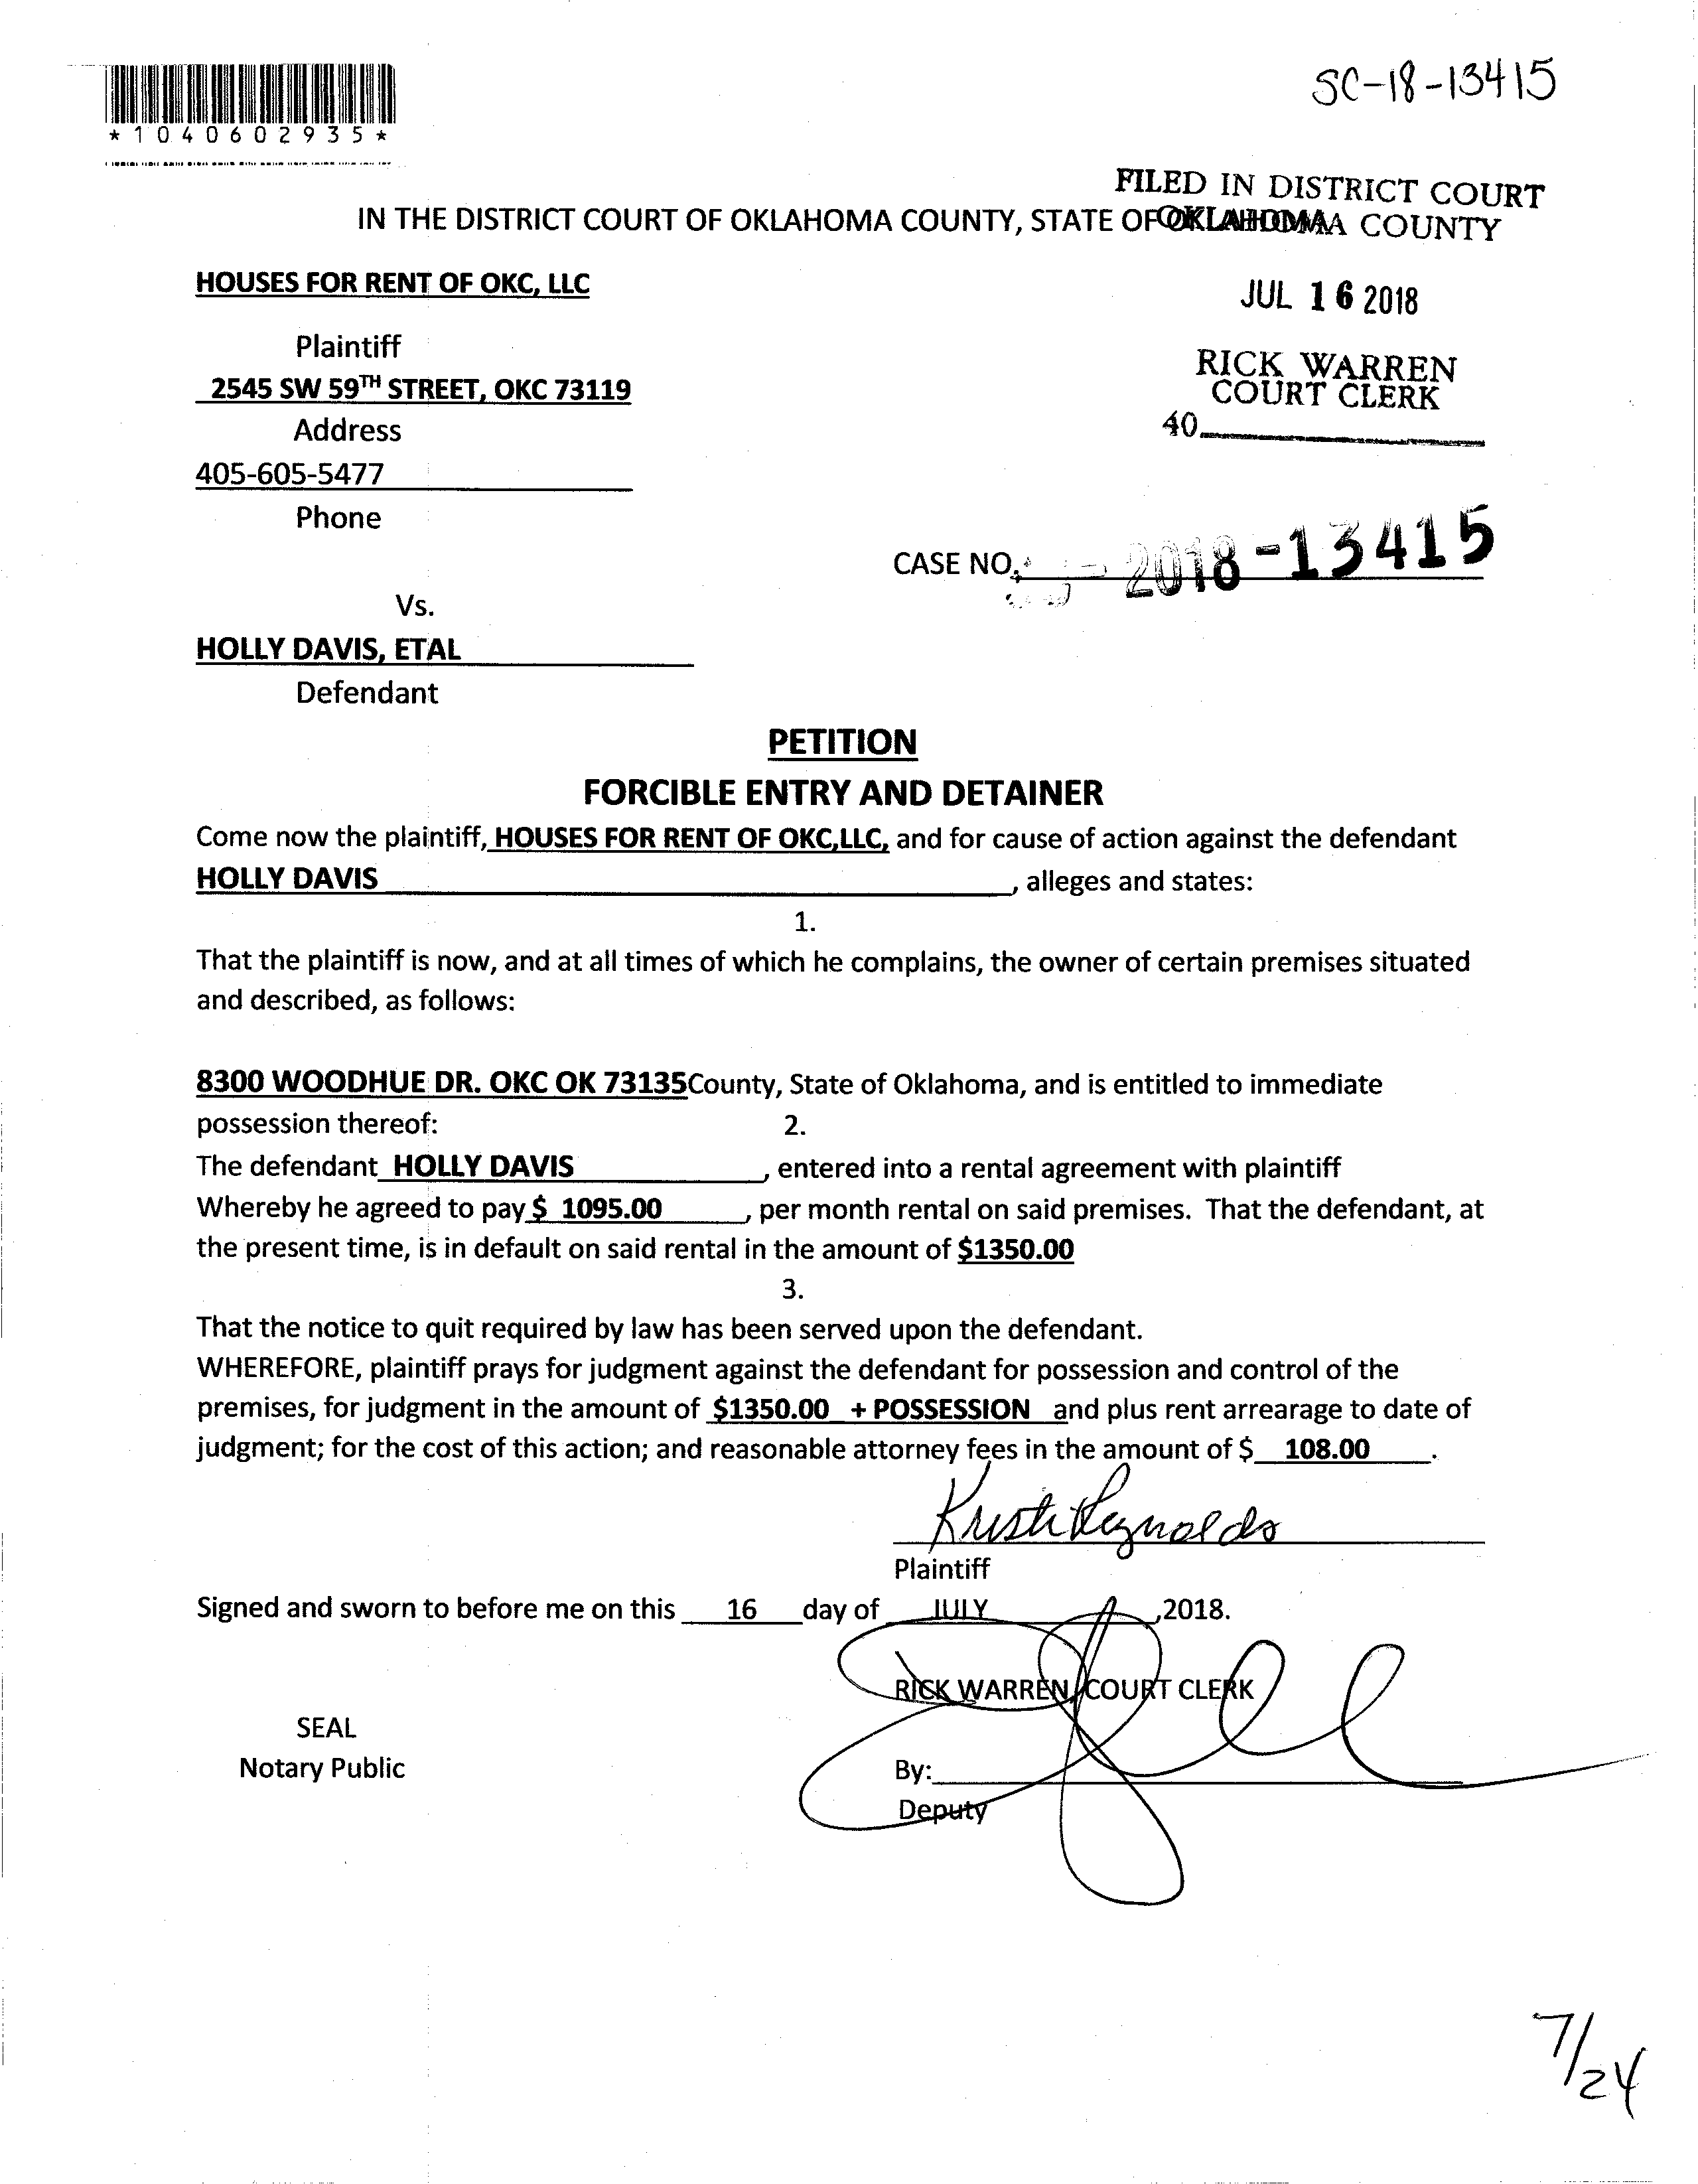 SC-18-13415
*1040602935*
FILED IN DISTRICT COURT
OKLAHOMA COUNTY
IN THE DISTRICT COURT OF OKLAHOMA COUNTY, STATE OF OKLAHOMA
HOUSES FOR RENT OF OKC, LLC
JUL 16 2018
Plaintiff
RICK WARREN
COURT CLERK
2545 SW 59TH STREET, OKC 73119
Address
40
405-605-5477
Phone
CASE NO. 2018-13415
Vs.
HOLLY DAVIS, ETAL
Defendant
PETITION
FORCIBLE ENTRY AND DETAINER
Come now the plaintiff, HOUSES FOR RENT OF OKC,LLC, and for cause of action against the defendant
HOLLY DAVIS, alleges and states:
1.
That the plaintiff is now, and at all times of which he complains, the owner of certain premises situated
and described, as follows:
8300 WOODHUE DR. OKC OK 73135County, State of Oklahoma, and is entitled to immediate
possession thereof: 2.
The defendant HOLLY DAVIS, entered into a rental agreement with plaintiff
Whereby he agreed to pay $ 1095.00, per month rental on said premises. That the defendant, at
the present time, is in default on said rental in the amount of $1350.00
3.
That the notice to quit required by law has been served upon the defendant.
WHEREFORE, plaintiff prays for judgment against the defendant for possession and control of the
premises, for judgment in the amount of $1350.00 + POSSESSION and plus rent arrearage to date of
judgment; for the cost of this action; and reasonable attorney fees in the amount of $ 108.00.
Kristi Reynolds
Plaintiff
Signed and sworn to before me on this 16 day of JULY ,2018.
RICK WARREN, COURT CLERK
SEAL
Notary Public
By:
Deputy
7/24